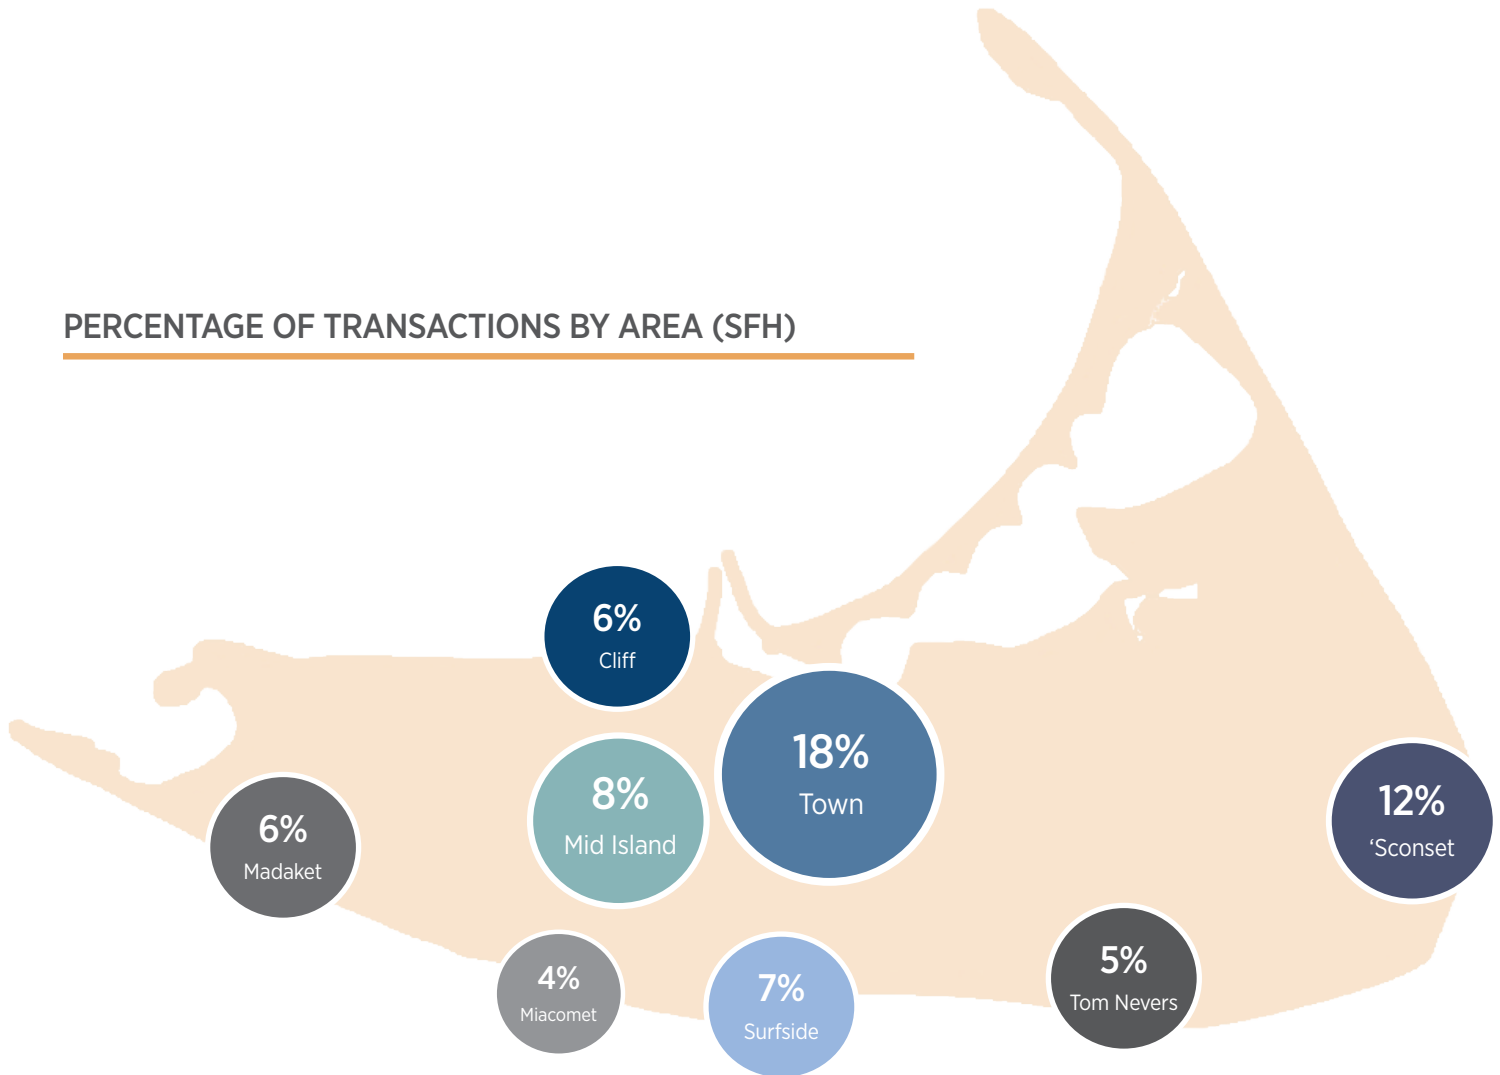 PERCENTAGE OF TRANSACTIONS BY AREA (SFH)
6%
Cliff
18%
Town
8%
Mid Island
12%
‘Sconset
6%
Madaket
5%
Tom Nevers
4%
Miacomet
7%
Surfside